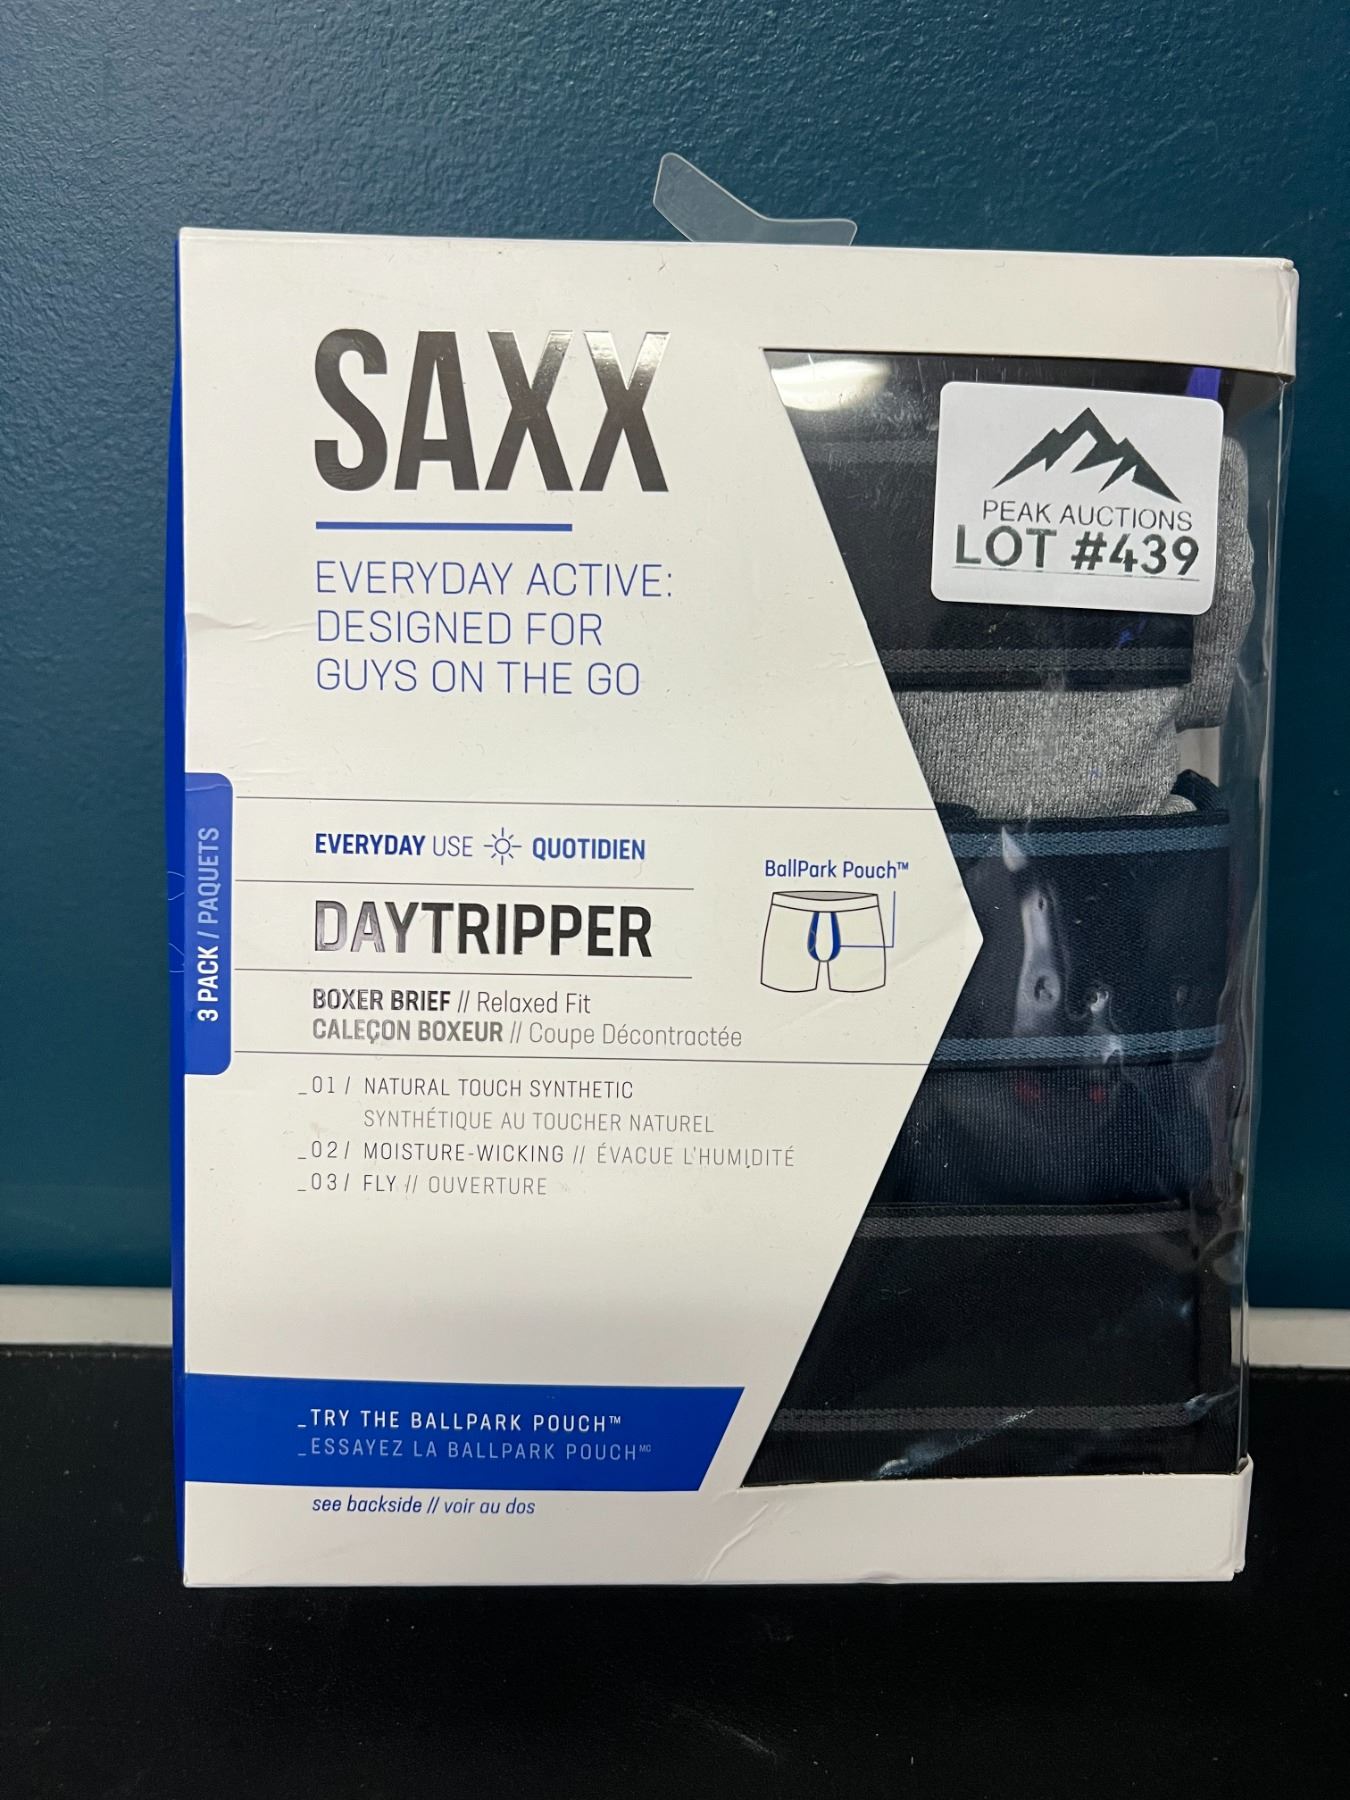 SAXX
EVERYDAY ACTIVE:
DESIGNED FOR
GUYS ON THE GO
PEAK AUCTIONS
LOT #439
3 PACK / PAQUETS
EVERYDAY USE QUOTIDIEN
DAYTRIPPER
BallPark Pouch™
BOXER BRIEF // Relaxed Fit
CALEÇON BOXEUR // Coupe Décontractée
_01 / NATURAL TOUCH SYNTHETIC
SYNTHÉTIQUE AU TOUCHER NATUREL
_02 / MOISTURE-WICKING // ÉVACUE L'HUMIDITÉ
_03 / FLY // OUVERTURE
_TRY THE BALLPARK POUCH™
_ESSAYEZ LA BALLPARK POUCH MC
see backside // voir au dos